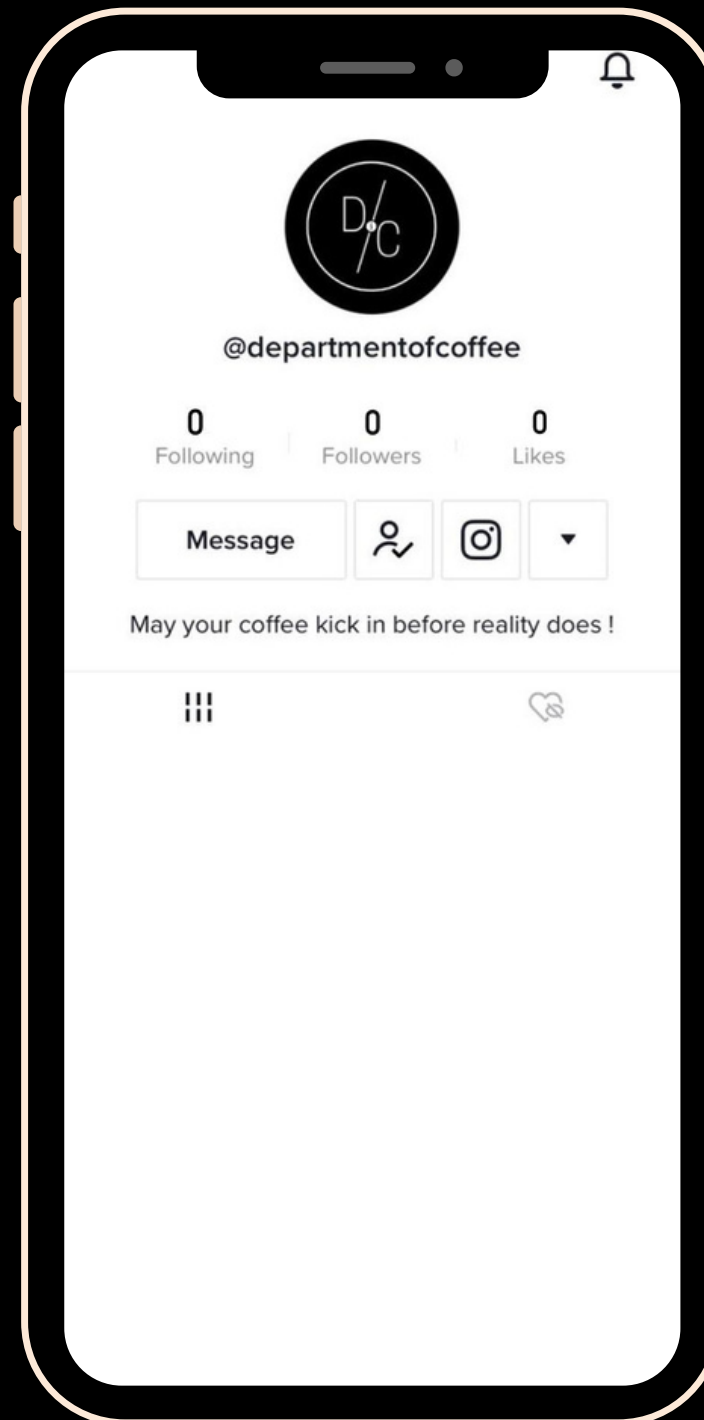 D/C
@departmentofcoffee
0 0 0
Following Followers Likes
Message
May your coffee kick in before reality does !